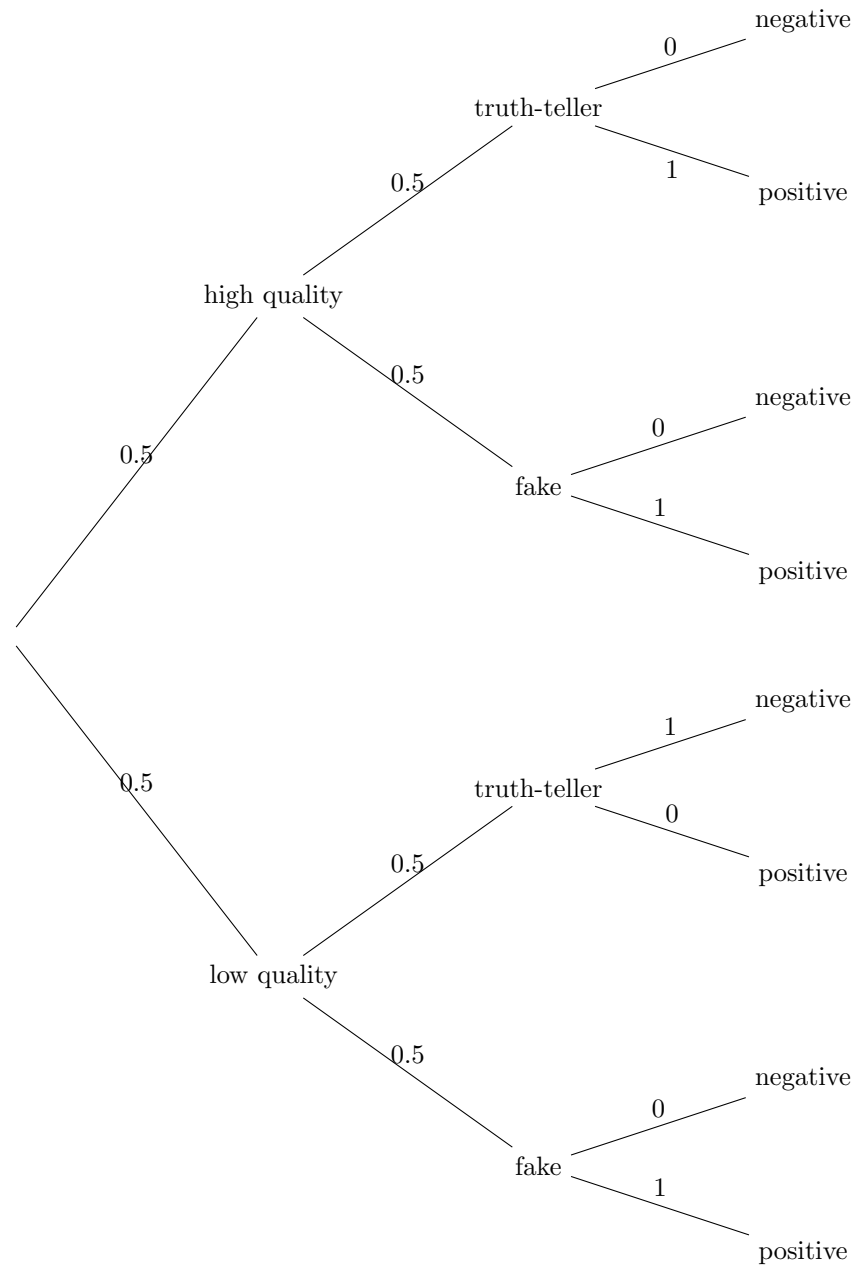 negative
0
truth-teller
1
0.5
positive
high quality
0.5
negative
0
0.5
fake
1
positive
negative
1
0.5
truth-teller
0
0.5
positive
low quality
0.5
negative
0
fake
1
positive